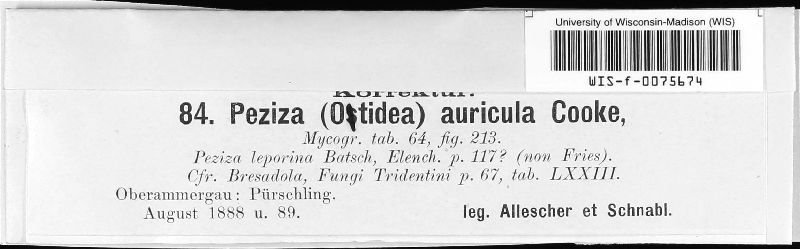 University of Wisconsin-Madison (WIS)
WIS-f-0075674
Korrektur.
84. Peziza (Otidea) auricula Cooke,
Mycogr. tab. 64, fig. 213.
Peziza leporina Batsch, Elench. p. 117? (non Fries).
Cfr. Bresadola, Fungi Tridentini p. 67, tab. LXXIII.
Oberammergau: Pürschling.
August 1888 u. 89.
leg. Allescher et Schnabl.